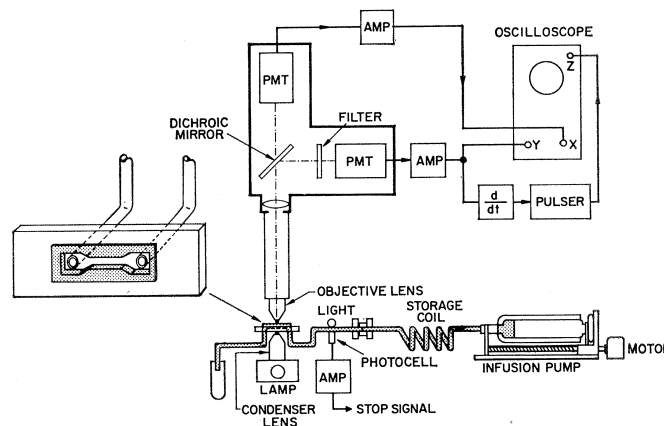 AMP
OSCILLOSCOPE
Z
PMT
DICHROIC
MIRROR
FILTER
PMT
AMP
Y
X
d
dt
PULSER
OBJECTIVE LENS
LIGHT
STORAGE
COIL
PHOTOCELL
MOTOR
INFUSION PUMP
LAMP
AMP
CONDENSER
LENS
STOP SIGNAL